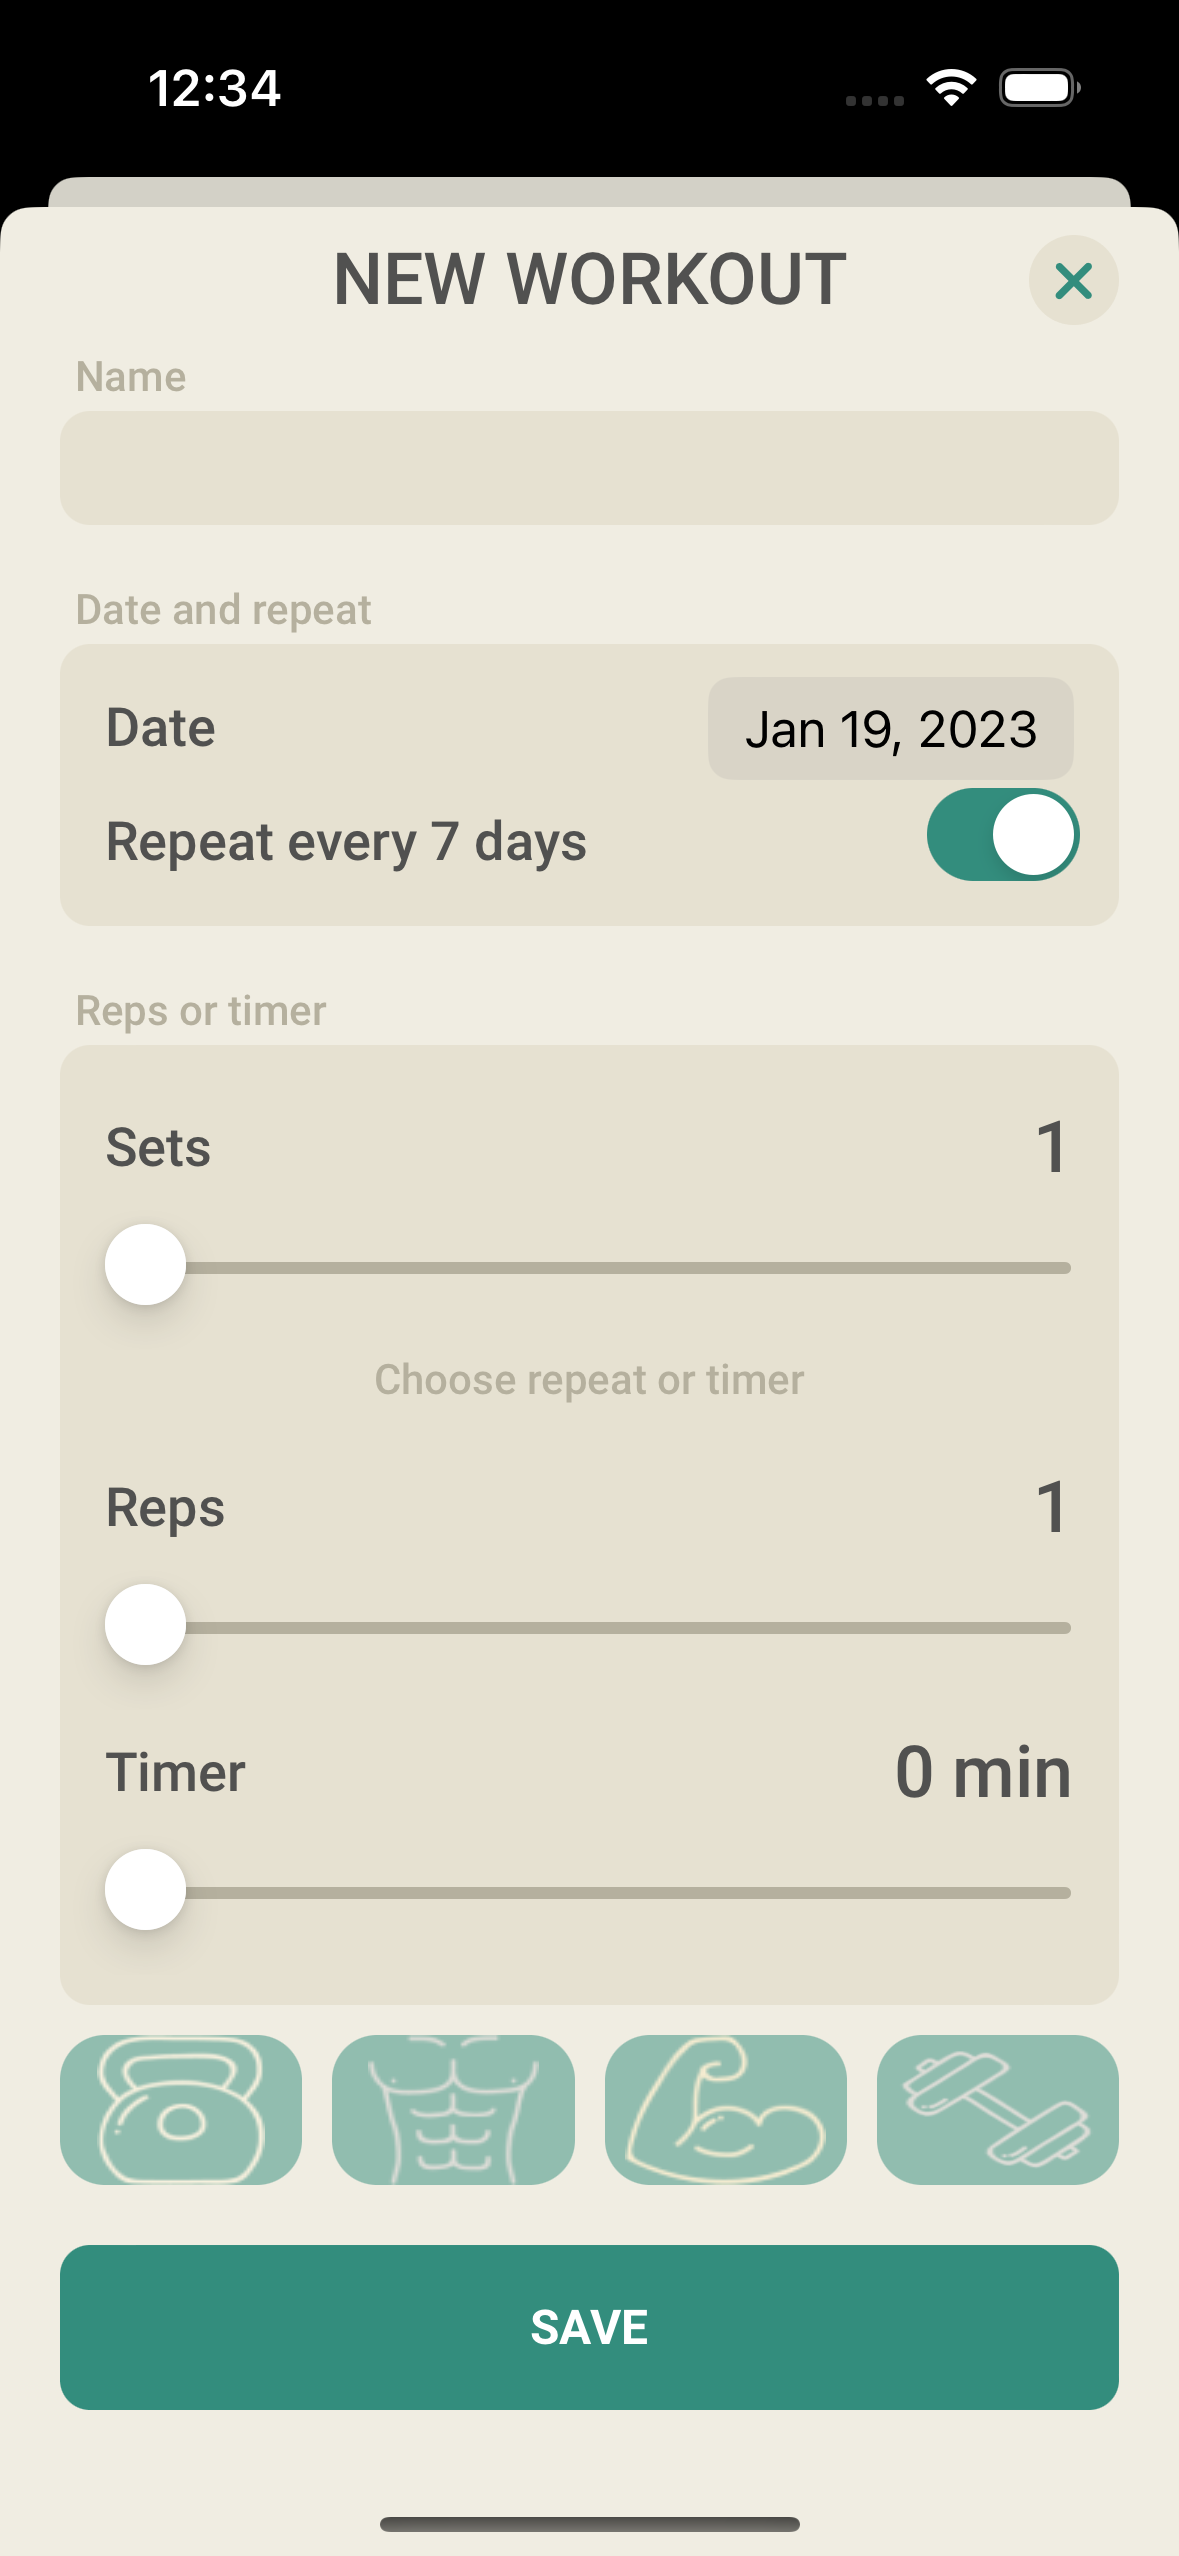 12:34
NEW WORKOUT
Name
Date and repeat
Date
Jan 19, 2023
Repeat every 7 days
Reps or timer
Sets
1
Choose repeat or timer
Reps
1
Timer
0 min
SAVE